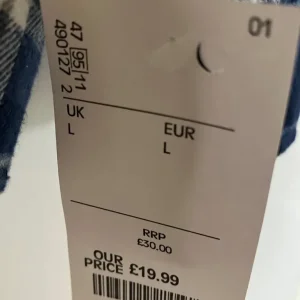 01
47 95 11
490127 2
UK
L
EUR
L
RRP
£30.00
OUR
PRICE £19.99